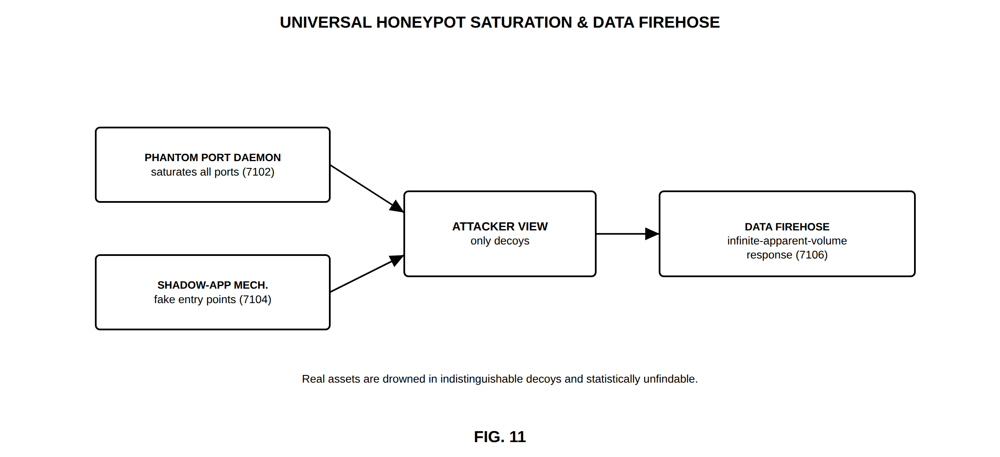 UNIVERSAL HONEYPOT SATURATION & DATA FIREHOSE
PHANTOM PORT DAEMON
saturates all ports (7102)
SHADOW-APP MECH.
fake entry points (7104)
ATTACKER VIEW
only decoys
DATA FIREHOSE
infinite-apparent-volume
response (7106)
Real assets are drowned in indistinguishable decoys and statistically unfindable.
FIG. 11